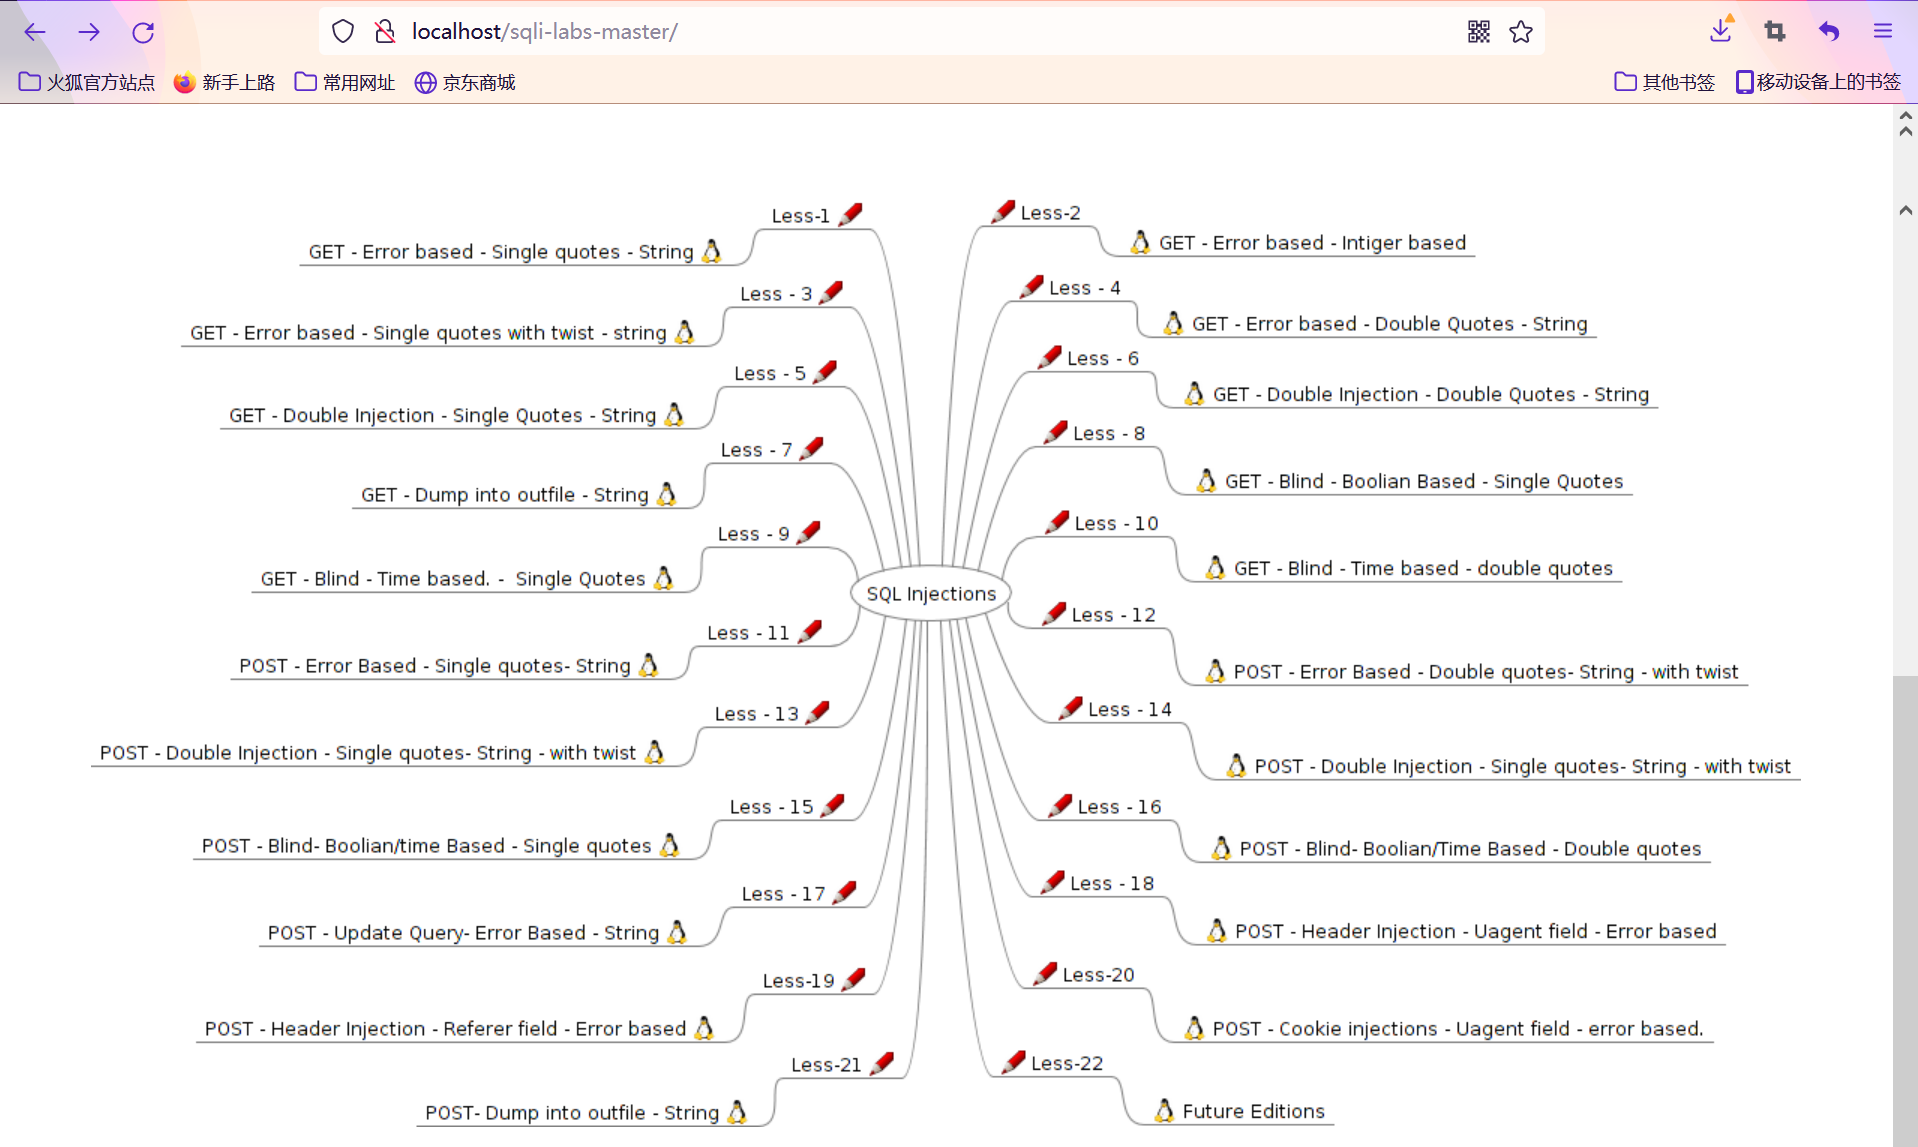 localhost/sqli-labs-master/
火狐官方站点 新手上路 常用网址 京东商城 其他书签 移动设备上的书签
Less-1
GET - Error based - Single quotes - String
Less - 3
GET - Error based - Single quotes with twist - string
Less - 5
GET - Double Injection - Single Quotes - String
Less - 7
GET - Dump into outfile - String
Less - 9
GET - Blind - Time based. - Single Quotes
Less - 11
POST - Error Based - Single quotes- String
Less - 13
POST - Double Injection - Single quotes- String - with twist
Less - 15
POST - Blind- Boolian/time Based - Single quotes
Less - 17
POST - Update Query- Error Based - String
Less-19
POST - Header Injection - Referer field - Error based
Less-21
POST- Dump into outfile - String
SQL Injections
Less-2
GET - Error based - Intiger based
Less - 4
GET - Error based - Double Quotes - String
Less - 6
GET - Double Injection - Double Quotes - String
Less - 8
GET - Blind - Boolian Based - Single Quotes
Less - 10
GET - Blind - Time based - double quotes
Less - 12
POST - Error Based - Double quotes- String - with twist
Less - 14
POST - Double Injection - Single quotes- String - with twist
Less - 16
POST - Blind- Boolian/Time Based - Double quotes
Less - 18
POST - Header Injection - Uagent field - Error based
Less-20
POST - Cookie injections - Uagent field - error based.
Less-22
Future Editions